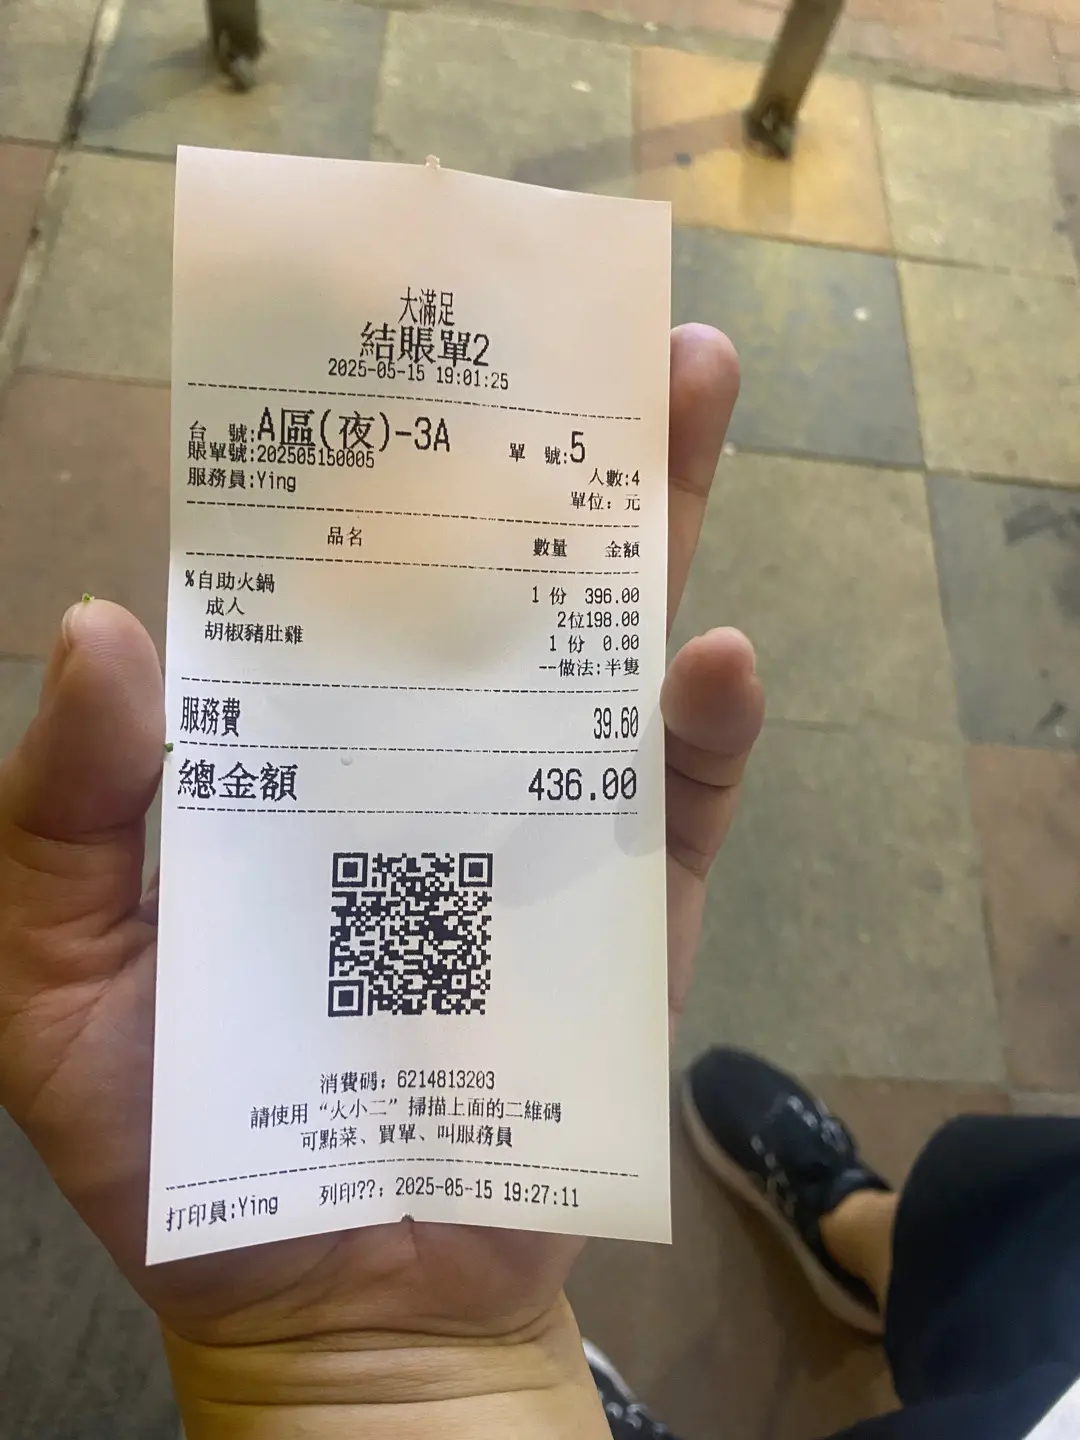 大滿足
結賬單2
2025-05-15 19:01:25
台 號:A區(夜)-3A 單 號:5
賬單號:202505150005 人數:4
服務員:Ying 單位: 元
品名 數量 金額
%自助火鍋 1 份 396.00
成人 2位198.00
胡椒豬肚雞 1 份 0.00
--做法:半隻
服務費 39.60
總金額 436.00
消費碼: 6214813203
請使用“火小二”掃描上面的二維碼
可點菜、買單、叫服務員
打印員:Ying 列印??: 2025-05-15 19:27:11